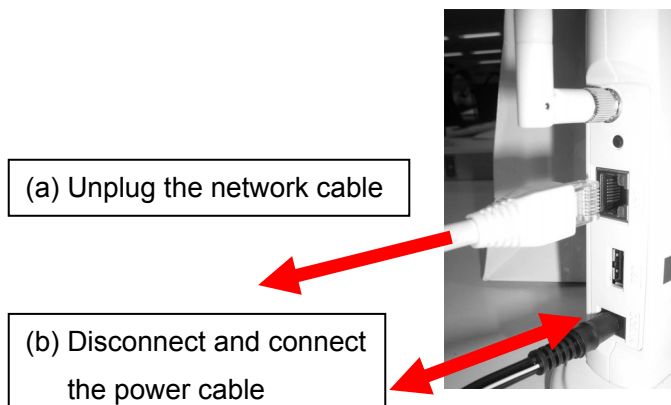 (a) Unplug the network cable
(b) Disconnect and connect
the power cable